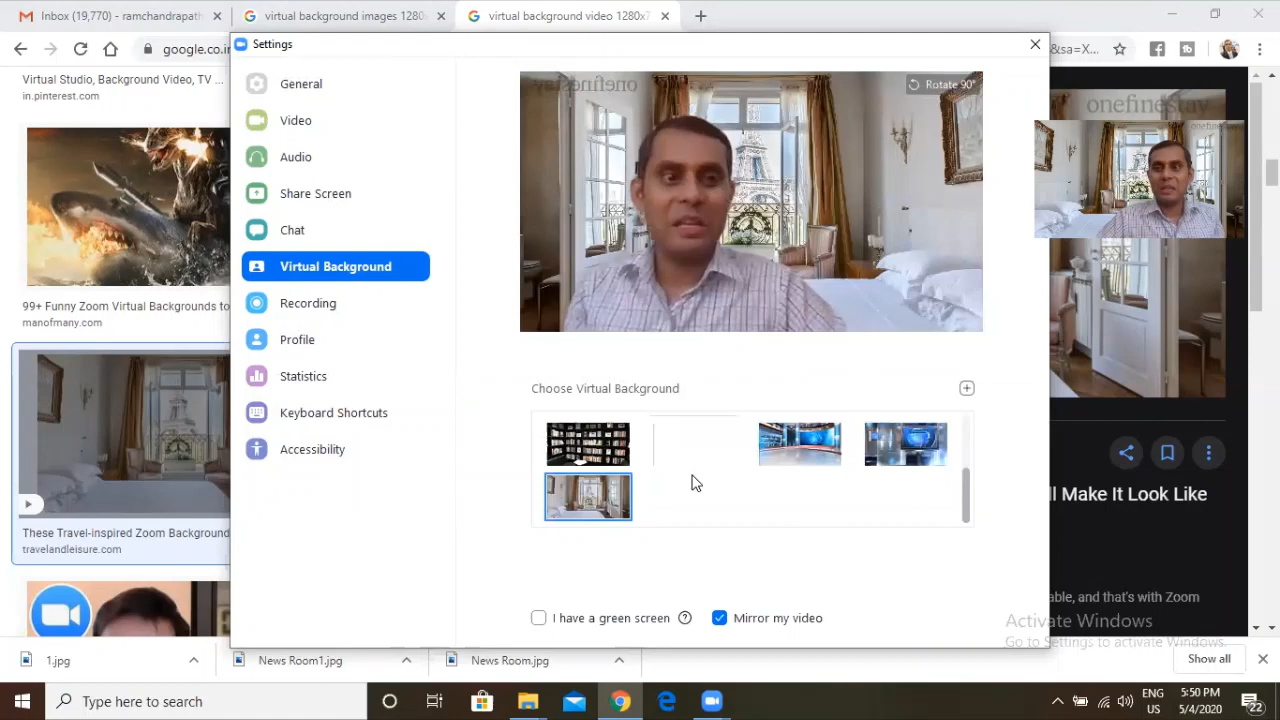 Inbox (19,770) - ramchandrapath
virtual background images 1280
virtual background video 1280x7
google.co.in
&sa=X...
Settings
Virtual Studio, Background Video, TV ...
in.pinterest.com
99+ Funny Zoom Virtual Backgrounds to
manofmany.com
These Travel-inspired Zoom Background
travelandleisure.com
General
Video
Audio
Share Screen
Chat
Virtual Background
Recording
Profile
Statistics
Keyboard Shortcuts
Accessibility
onefinestay
Rotate 90°
Choose Virtual Background
I have a green screen
Mirror my video
onefinestay
onefinestay
ll Make It Look Like
able, and that's with Zoom
Activate Windows
Go to Settings to activate Windows.
1.jpg
News Room1.jpg
News Room.jpg
Show all
Type here to search
ENG
US
5:50 PM
5/4/2020
22